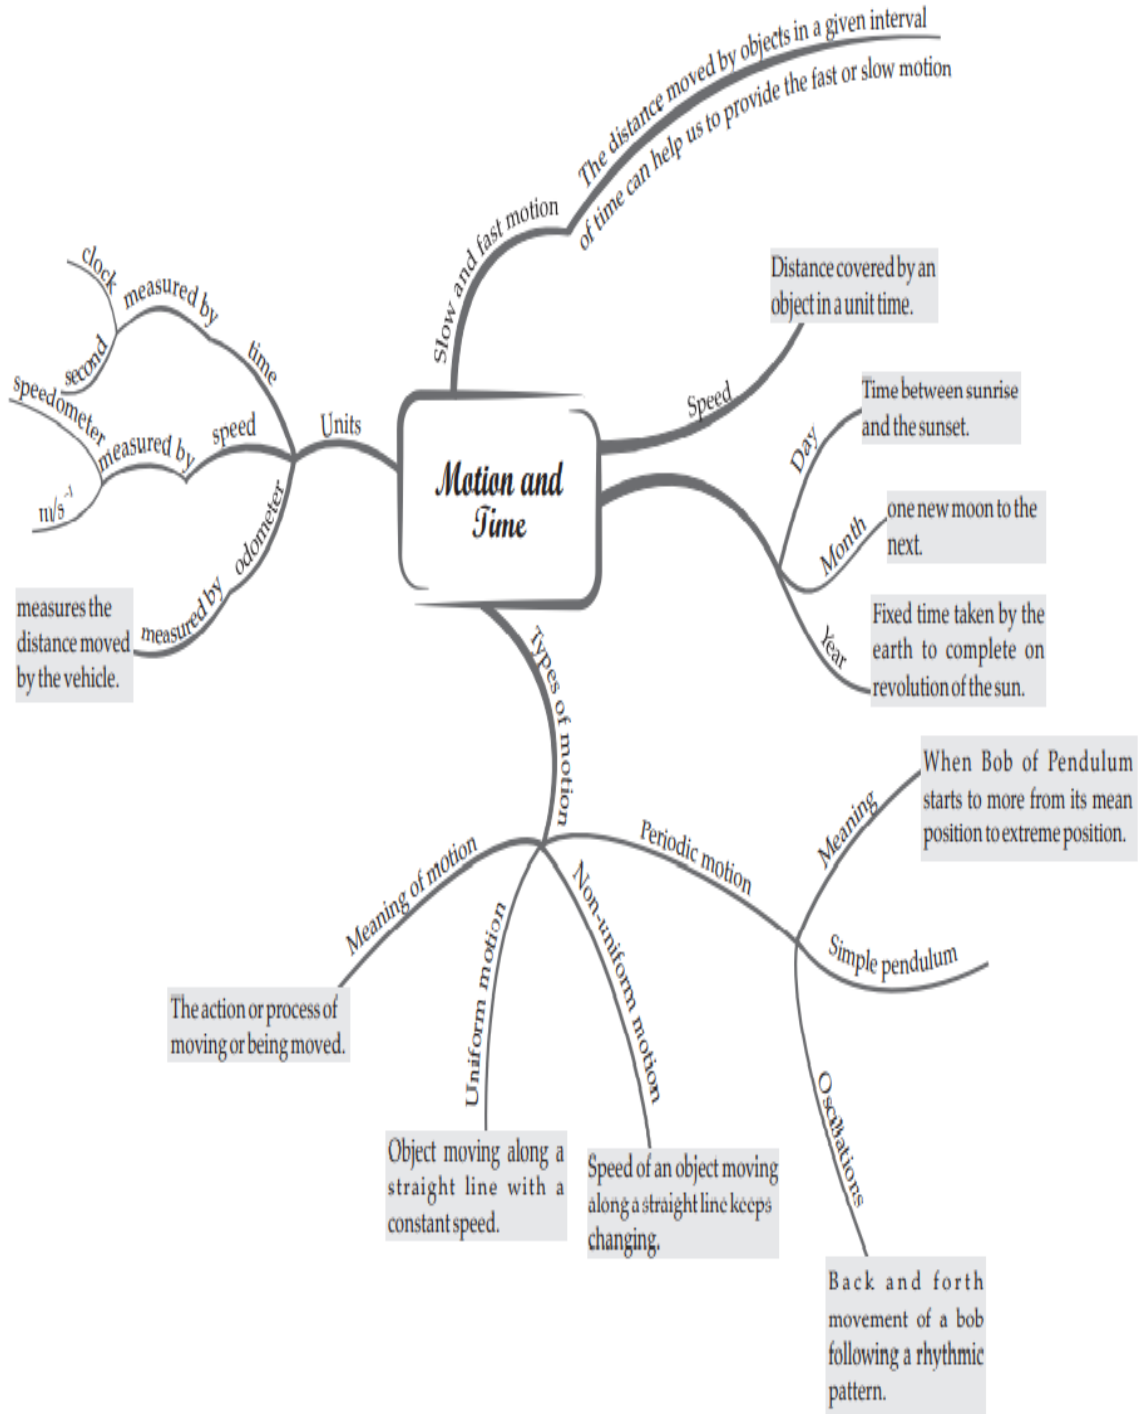 The distance moved by objects in a given interval
of time can help us to provide the fast or slow motion
Slow and fast motion
Distance covered by an
object in a unit time.
Speed
Time between sunrise
and the sunset.
Day
one new moon to the
next.
Month
Fixed time taken by the
earth to complete on
revolution of the sun.
Year
Motion and
Time
Units
time
measured by
clock
second
speed
measured by
speedometer
m/s⁻¹
odometer
measured by
measures the
distance moved
by the vehicle.
Types of motion
Meaning of motion
The action or process of
moving or being moved.
Uniform motion
Object moving along a
straight line with a
constant speed.
Non-uniform motion
Speed of an object moving
along a straight line keeps
changing.
Periodic motion
Meaning
When Bob of Pendulum
starts to more from its mean
position to extreme position.
Simple pendulum
Oscillations
Back and forth
movement of a bob
following a rhythmic
pattern.